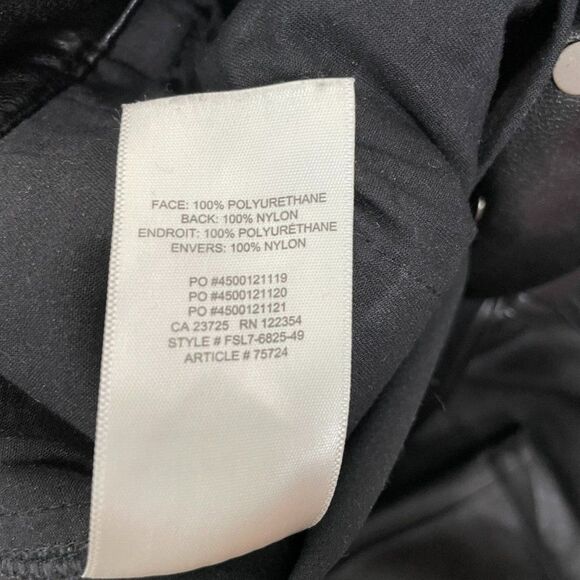 FACE: 100% POLYURETHANE
BACK: 100% NYLON
ENDROIT: 100% POLYURÉTHANE
ENVERS: 100% NYLON
PO #4500121119
PO #4500121120
PO #4500121121
CA 23725 RN 122354
STYLE # FSL7-6825-49
ARTICLE # 75724